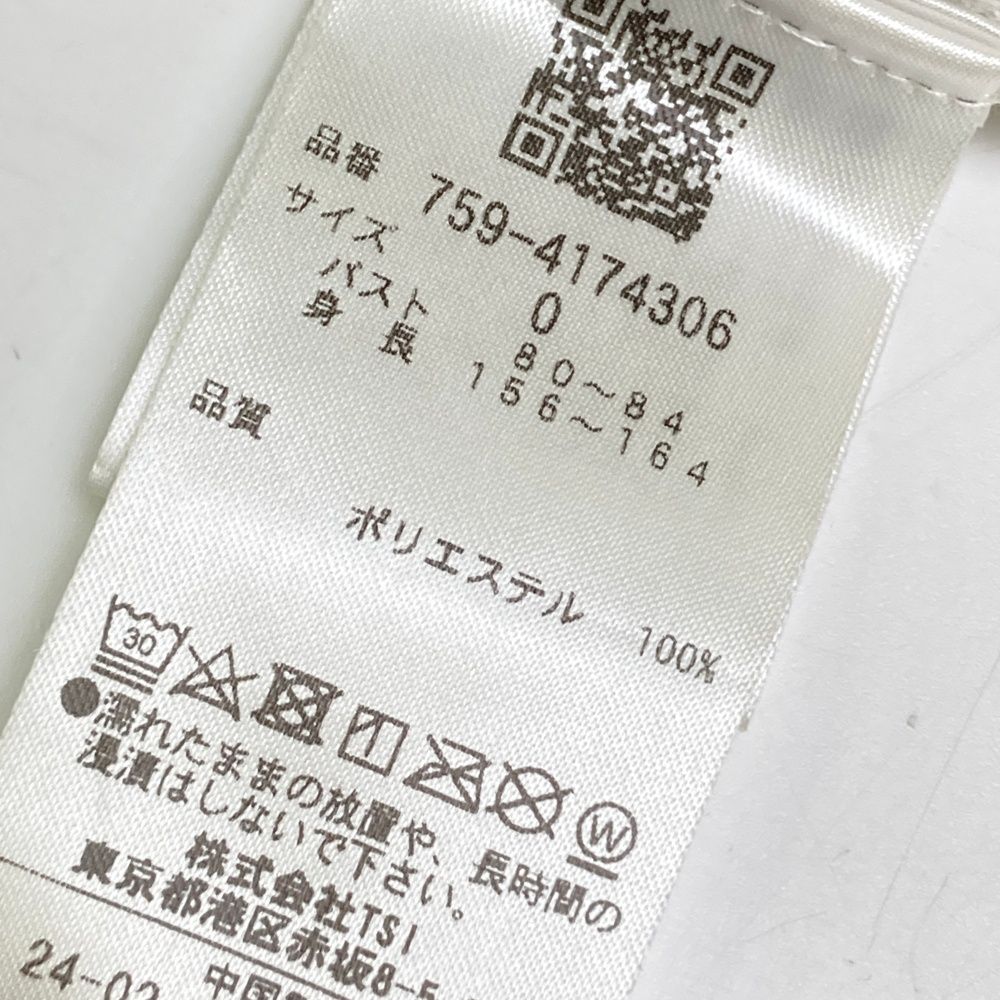 品番 759-4174306
サイズ 0
バスト 80～84
身長 156～164
品質
ポリエステル 100%
30
W
●濡れたままの放置や、長時間の
浸漬はしないで下さい。
株式会社TSI
東京都港区赤坂8-5
24-02 中国